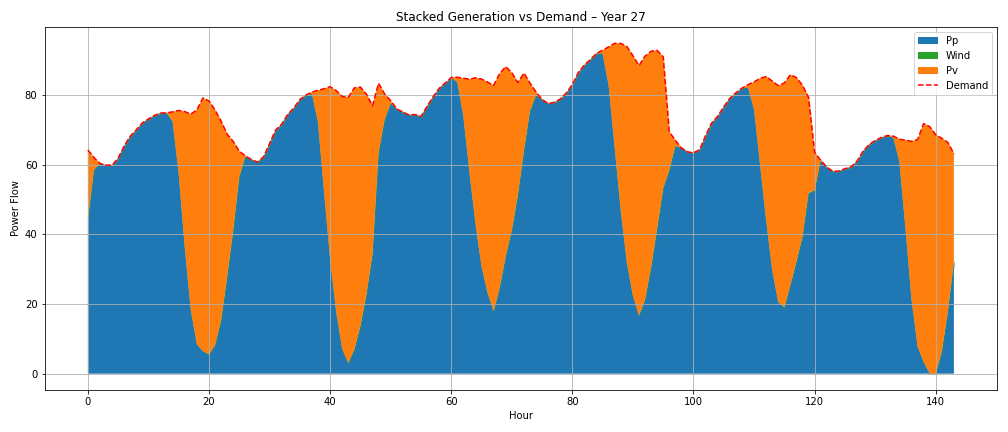 Stacked Generation vs Demand – Year 27
Pp
Wind
Pv
Demand
Power Flow
80
60
40
20
0
0 20 40 60 80 100 120 140
Hour